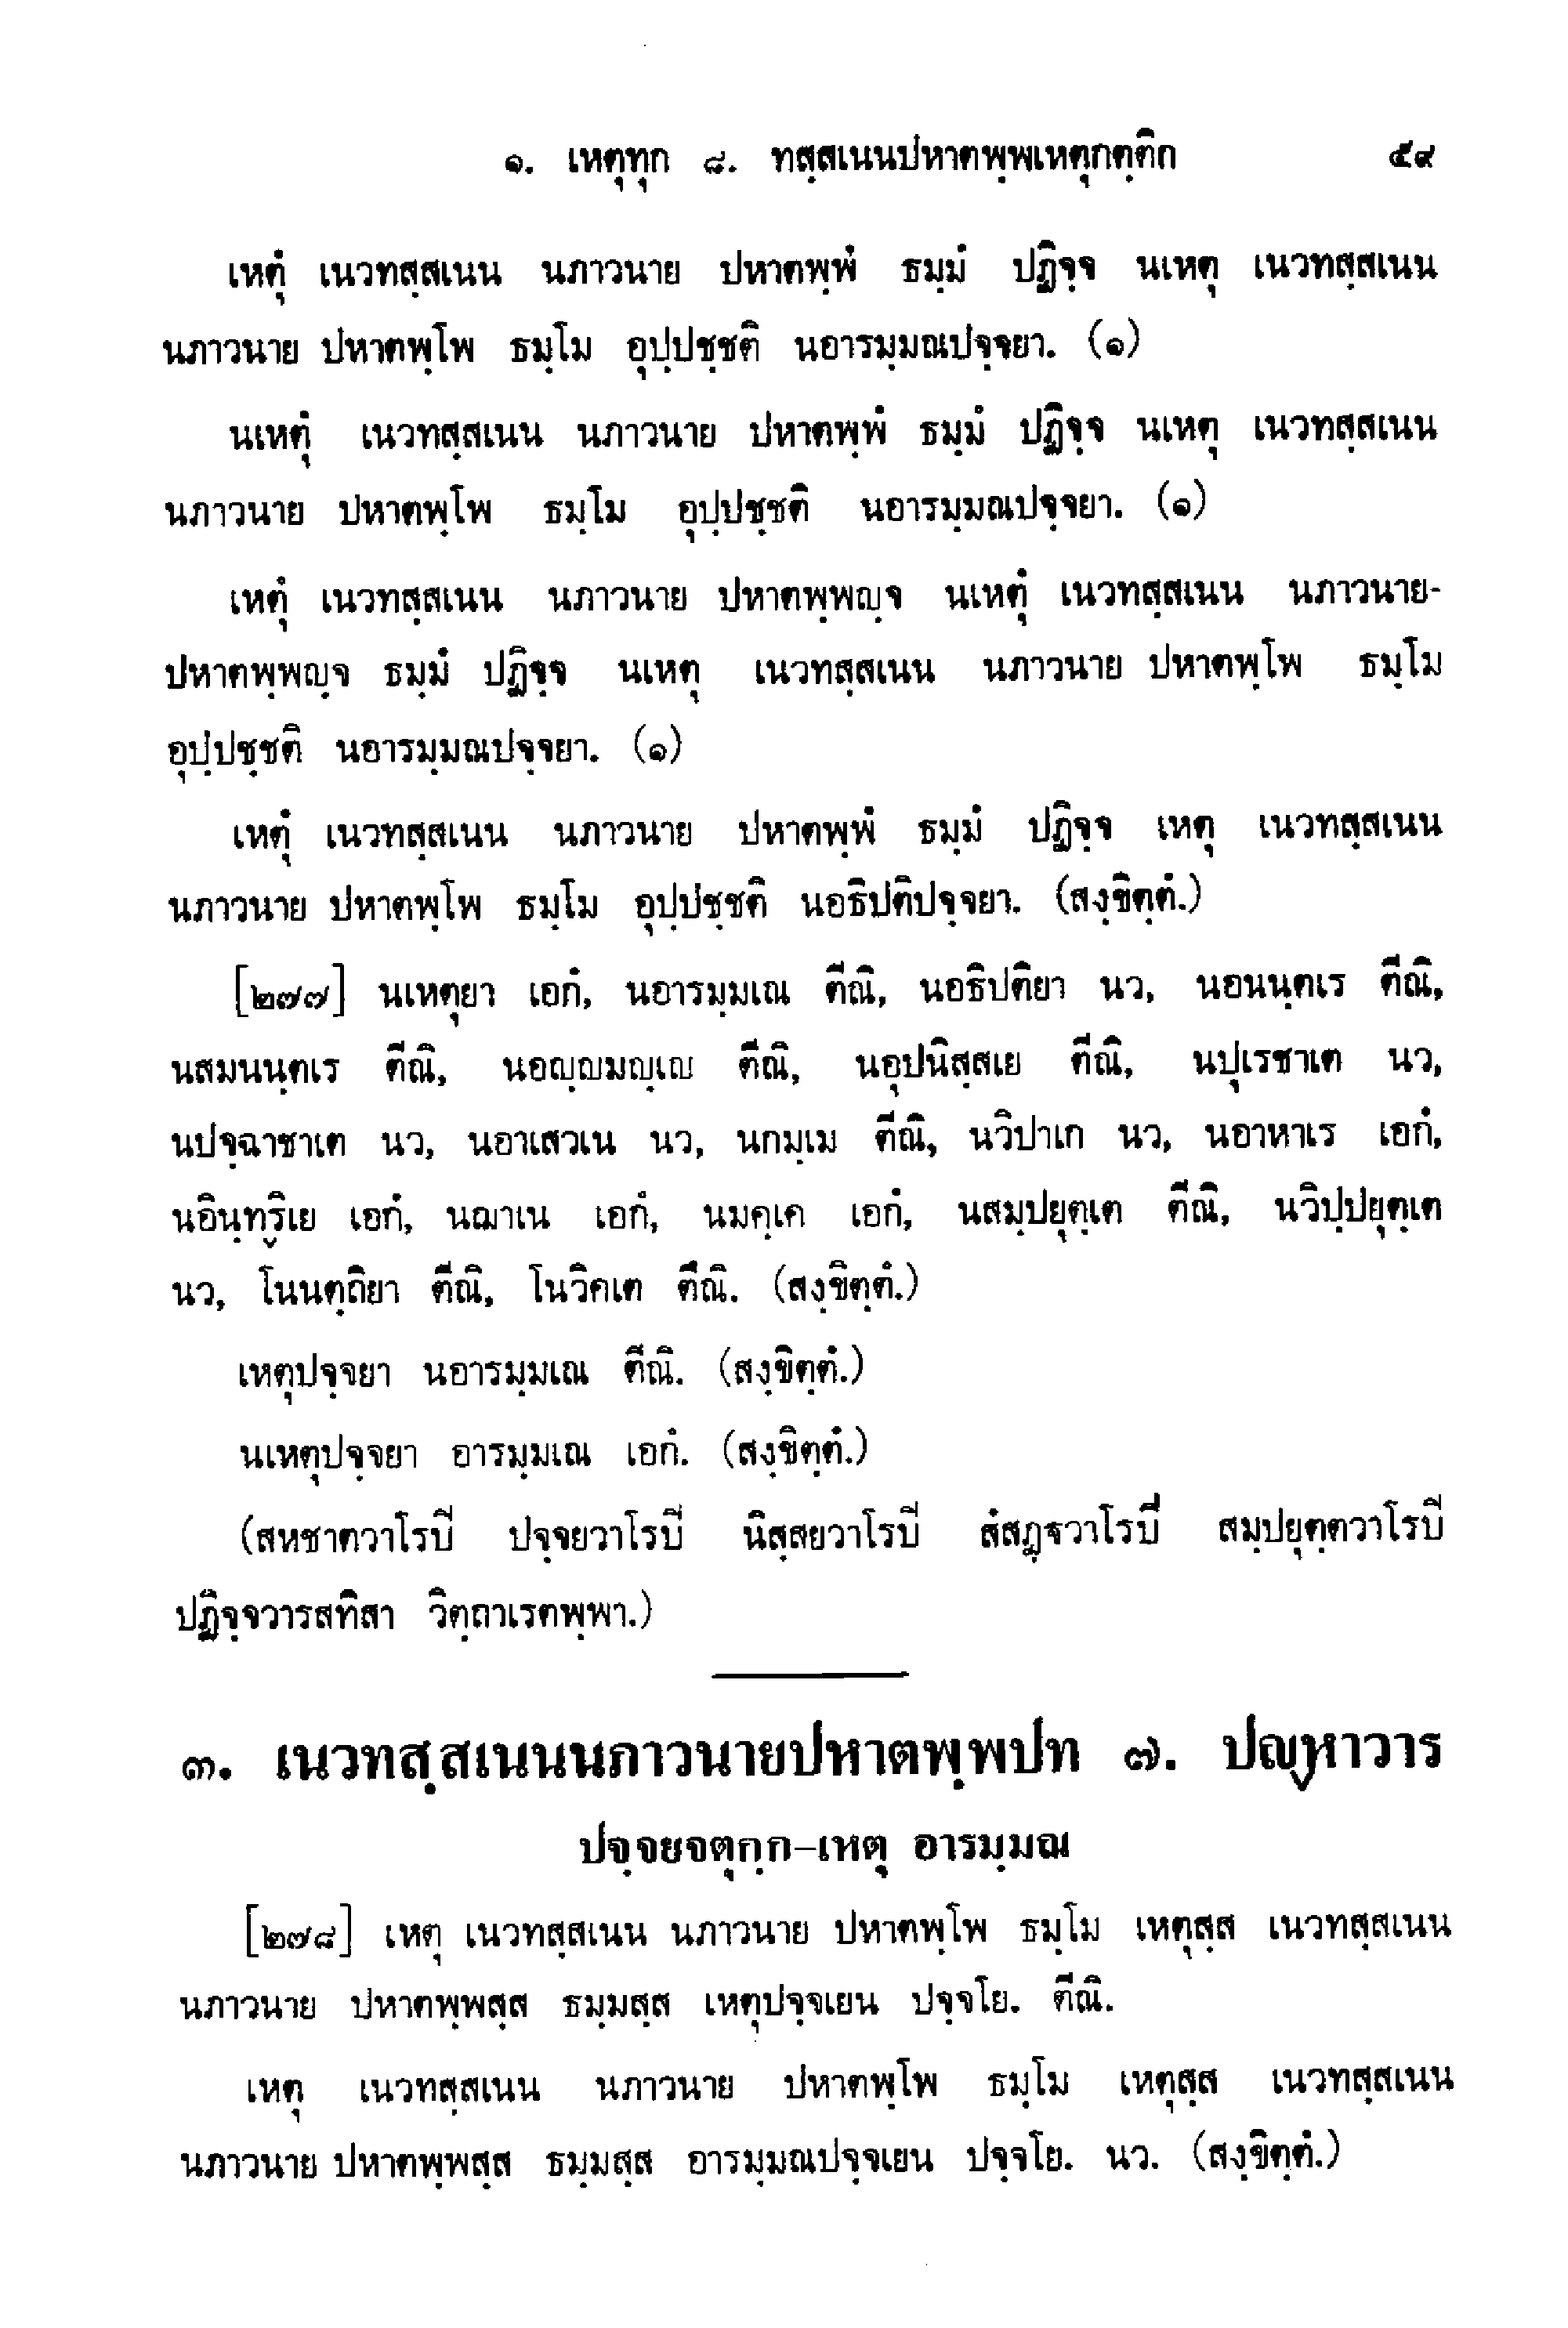 ๑. เหตุทุก ๘. ทสฺสเนนปหาตพฺพเหตุกตฺติก ๕๙
เหตุํ เนวทสฺสเนน นภาวนาย ปหาตพฺพํ ธมฺมํ ปฏิจฺจ นเหตุ เนวทสฺสเนน
นภาวนาย ปหาตพฺโพ ธมฺโม อุปฺปชฺชติ นอารมฺมณปจฺจยา. (๑)
นเหตุํ เนวทสฺสเนน นภาวนาย ปหาตพฺพํ ธมฺมํ ปฏิจฺจ นเหตุ เนวทสฺสเนน
นภาวนาย ปหาตพฺโพ ธมฺโม อุปฺปชฺชติ นอารมฺมณปจฺจยา. (๑)
เหตุํ เนวทสฺสเนน นภาวนาย ปหาตพฺพญฺจ นเหตุํ เนวทสฺสเนน นภาวนาย-
ปหาตพฺพญฺจ ธมฺมํ ปฏิจฺจ นเหตุ เนวทสฺสเนน นภาวนาย ปหาตพฺโพ ธมฺโม
อุปฺปชฺชติ นอารมฺมณปจฺจยา. (๑)
เหตุํ เนวทสฺสเนน นภาวนาย ปหาตพฺพํ ธมฺมํ ปฏิจฺจ เหตุ เนวทสฺสเนน
นภาวนาย ปหาตพฺโพ ธมฺโม อุปฺปชฺชติ นอธิปติปจฺจยา. (สงฺขิตฺตํ.)
[๒๗๗] นเหตุยา เอกํ, นอารมฺมเณ ตีณิ, นอธิปติยา นว, นอนนฺตเร ตีณิ,
นสมนนฺตเร ตีณิ, นอญฺญมญฺเญ ตีณิ, นอุปนิสฺสเย ตีณิ, นปุเรชาเต นว,
นปจฺฉาชาเต นว, นอาเสวเน นว, นกมฺเม ตีณิ, นวิปาเก นว, นอาหาเร เอกํ,
นอินฺทฺริเย เอกํ, นฌาเน เอกํ, นมคฺเค เอกํ, นสมฺปยุตฺเต ตีณิ, นวิปฺปยุตฺเต
นว, โนนตฺถิยา ตีณิ, โนวิคเต ตีณิ. (สงฺขิตฺตํ.)
เหตุปจฺจยา นอารมฺมเณ ตีณิ. (สงฺขิตฺตํ.)
นเหตุปจฺจยา อารมฺมเณ เอกํ. (สงฺขิตฺตํ.)
(สหชาตวาโรปิ ปจฺจยวาโรปิ นิสฺสยวาโรปิ สํสฏฺฐวาโรปิ สมฺปยุตฺตวาโรปิ
ปฏิจฺจวารสทิสา วิตฺถาเรตพฺพา.)
๓. เนวทสฺสเนนนภาวนายปหาตพฺพปท ๗. ปญฺหาวาร
ปจฺจยจตุกฺก-เหตุ อารมฺมณ
[๒๗๘] เหตุ เนวทสฺสเนน นภาวนาย ปหาตพฺโพ ธมฺโม เหตุสฺส เนวทสฺสเนน
นภาวนาย ปหาตพฺพสฺส ธมฺมสฺส เหตุปจฺจเยน ปจฺจโย. ตีณิ.
เหตุ เนวทสฺสเนน นภาวนาย ปหาตพฺโพ ธมฺโม เหตุสฺส เนวทสฺสเนน
นภาวนาย ปหาตพฺพสฺส ธมฺมสฺส อารมฺมณปจฺจเยน ปจฺจโย. นว. (สงฺขิตฺตํ.)